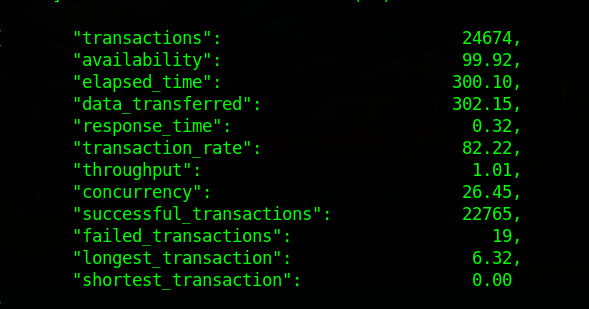 "transactions": 24674,
"availability": 99.92,
"elapsed_time": 300.10,
"data_transferred": 302.15,
"response_time": 0.32,
"transaction_rate": 82.22,
"throughput": 1.01,
"concurrency": 26.45,
"successful_transactions": 22765,
"failed_transactions": 19,
"longest_transaction": 6.32,
"shortest_transaction": 0.00